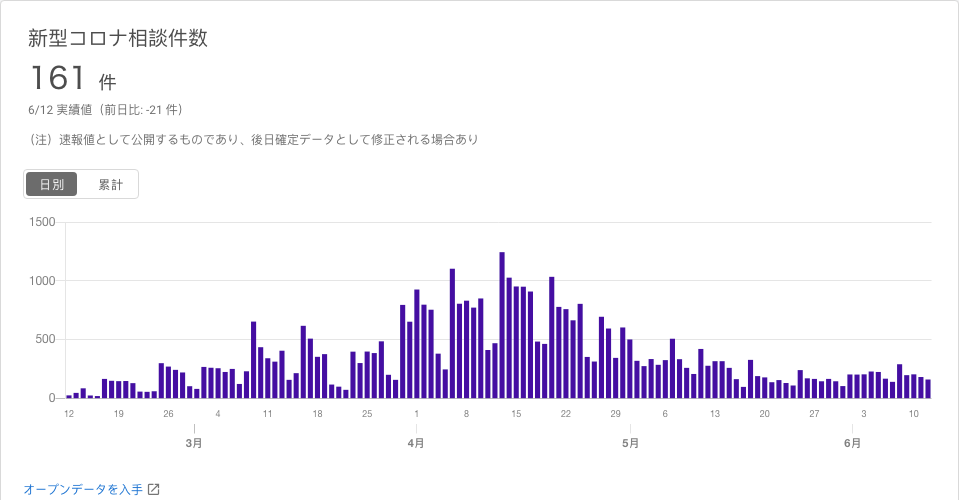 新型コロナ相談件数
161 件
6/12 実績値（前日比: -21 件）
（注）速報値として公開するものであり、後日確定データとして修正される場合あり
日別 累計
1500
1000
500
0
12 19 26 4 11 18 25 1 8 15 22 29 6 13 20 27 3 10
3月 4月 5月 6月
オープンデータを入手